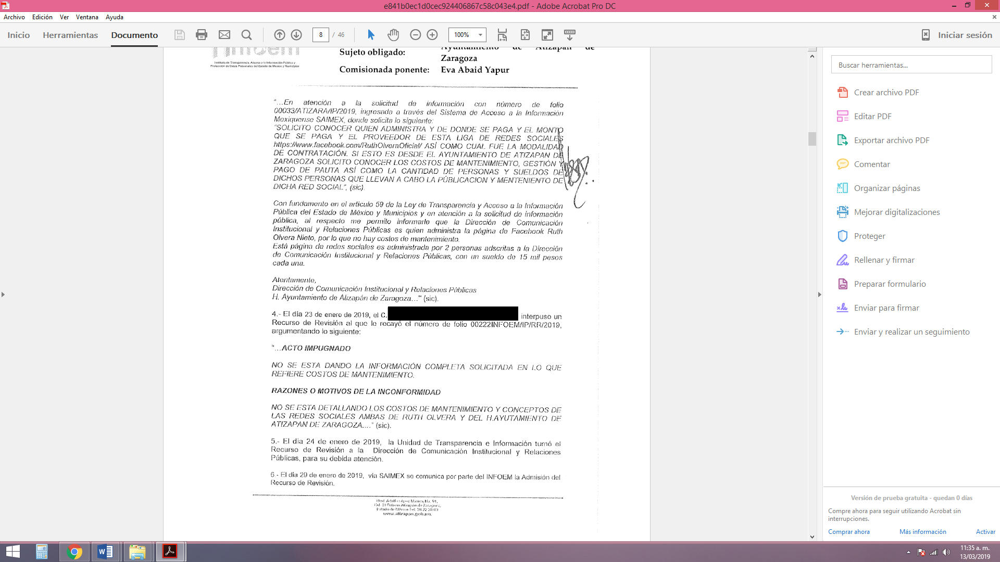 e841b0ec1d0cec924406867c58c043e4.pdf - Adobe Acrobat Pro DC
Archivo Edición Ver Ventana Ayuda
Inicio Herramientas Documento 8 / 46 100% Iniciar sesión
infoem
Instituto de Transparencia, Acceso a la Información Pública y
Protección de Datos Personales del Estado de México y Municipios
Sujeto obligado: Ayuntamiento de Atizapán de
Zaragoza
Comisionada ponente: Eva Abaid Yapur
"...En atención a la solicitud de información con número de folio
00033/ATIZARA/IP/2019, ingresada a través del Sistema de Acceso a la Información
Mexiquense SAIMEX, donde solicita lo siguiente:
"SOLICITO CONOCER QUIEN ADMINISTRA Y DE DONDE SE PAGA Y EL MONTO
QUE SE PAGA Y EL PROVEEDOR DE ESTA LIGA DE REDES SOCIALES
https://www.facebook.com/RuthOlveraOficial/ ASÍ COMO CUAL FUE LA MODALIDAD
DE CONTRATACIÓN. SI ESTO ES DESDE EL AYUNTAMIENTO DE ATIZAPAN DE
ZARAGOZA SOLICITO CONOCER LOS COSTOS DE MANTENIMIENTO, GESTIÓN Y
PAGO DE PAUTA ASÍ COMO LA CANTIDAD DE PERSONAS Y SUELDOS DE
DICHOS PERSONAS QUE LLEVAN A CABO LA PÚBLICACION Y MENTENIENTO DE
DICHA RED SOCIAL", (sic).
Con fundamento en el artículo 59 de la Ley de Transparencia y Acceso a la Información
Pública del Estado de México y Municipios y en atención a la solicitud de información
pública, al respecto me permito informarle que la Dirección de Comunicación
Institucional y Relaciones Públicas es quien administra la página de Facebook Ruth
Olvera Nieto, por lo que no hay costos de mantenimiento.
Está página de redes sociales es administrada por 2 personas adscritas a la Dirección
de Comunicación Institucional y Relaciones Públicas, con un sueldo de 15 mil pesos
cada una.
Atentamente,
Dirección de Comunicación Institucional y Relaciones Públicas
H. Ayuntamiento de Atizapán de Zaragoza..." (sic).
4.- El día 23 de enero de 2019, el C. interpuso un
Recurso de Revisión al que le recayó el número de folio 00222INFOEM/IP/RR/2019,
argumentando lo siguiente:
"...ACTO IMPUGNADO
NO SE ESTA DANDO LA INFORMACIÓN COMPLETA SOLICITADA EN LO QUE
REFIERE COSTOS DE MANTENIMIENTO.
RAZONES O MOTIVOS DE LA INCONFORMIDAD
NO SE ESTA DETALLANDO LOS COSTOS DE MANTENIMIENTO Y CONCEPTOS DE
LAS REDES SOCIALES AMBAS DE RUTH OLVERA Y DEL H.AYUTAMIENTO DE
ATIZAPAN DE ZARAGOZA...." (sic).
5.- El día 24 de enero de 2019, la Unidad de Transparencia e Información turnó el
Recurso de Revisión a la Dirección de Comunicación Institucional y Relaciones
Públicas, para su debida atención.
6.- El día 29 de enero de 2019, vía SAIMEX se comunica por parte del INFOEM la Admisión del
Recurso de Revisión.
Blvd. Adolfo López Mateos No. 91,
Col. El Potrero Atizapán de Zaragoza,
Estado de México Tel: 36 22 28 00
www.atizapan.gob.mx
Buscar herramientas...
Crear archivo PDF
Editar PDF
Exportar archivo PDF
Comentar
Organizar páginas
Mejorar digitalizaciones
Proteger
Rellenar y firmar
Preparar formulario
Enviar para firmar
Enviar y realizar un seguimiento
Versión de prueba gratuita - quedan 0 días
Compre ahora para seguir utilizando Acrobat sin
interrupciones.
Comprar ahora Más información Activar
11:35 a. m.
13/03/2019